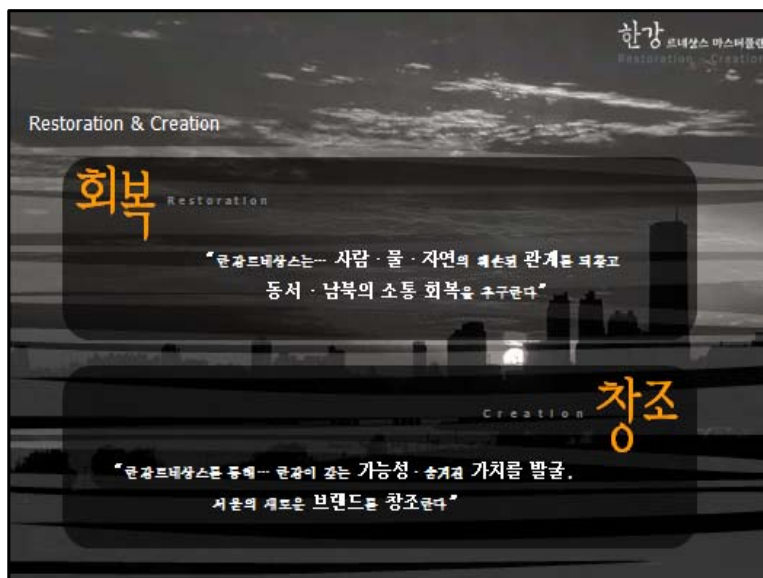 한강 르네상스 마스터플랜
Restoration & Creation
Restoration & Creation
회복 Restoration
“한강르네상스는… 사람 · 물 · 자연의 훼손된 관계를 되찾고
동서 · 남북의 소통 회복을 추구한다”
Creation 창조
“한강르네상스를 통해… 한강이 갖는 가능성 · 숨겨진 가치를 발굴,
서울의 새로운 브랜드를 창조한다”